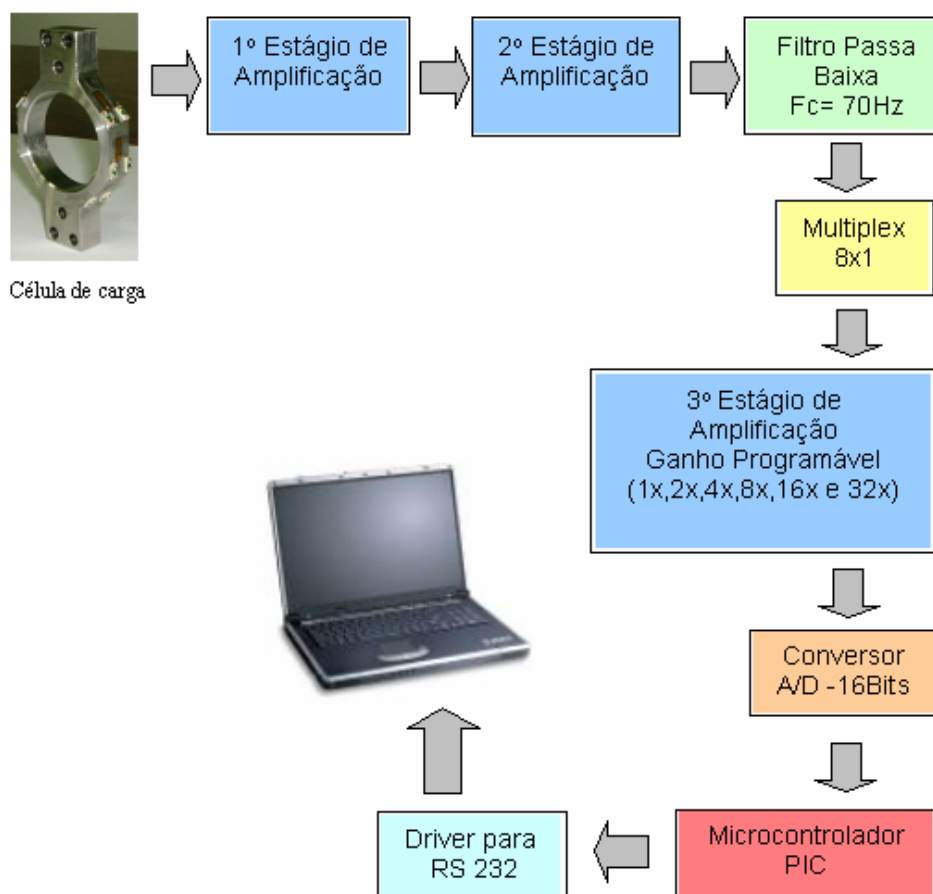 1º Estágio de
Amplificação
2º Estágio de
Amplificação
Filtro Passa
Baixa
Fc= 70Hz
Célula de carga
Multiplex
8x1
3º Estágio de
Amplificação
Ganho Programável
(1x,2x,4x,8x,16x e 32x)
Conversor
A/D -16Bits
Microcontrolador
PIC
Driver para
RS 232